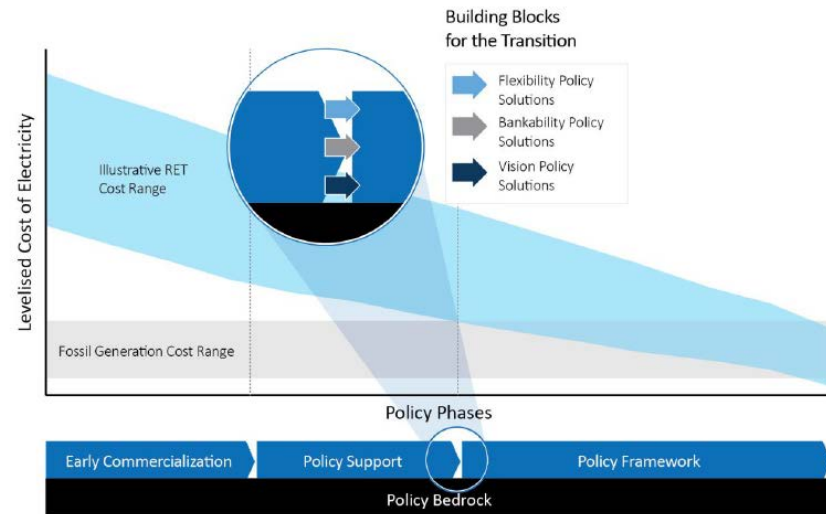 Building Blocks
for the Transition
Flexibility Policy
Solutions
Bankability Policy
Solutions
Vision Policy
Solutions
Levelised Cost of Electricity
Illustrative RET
Cost Range
Fossil Generation Cost Range
Policy Phases
Early Commercialization
Policy Support
Policy Framework
Policy Bedrock